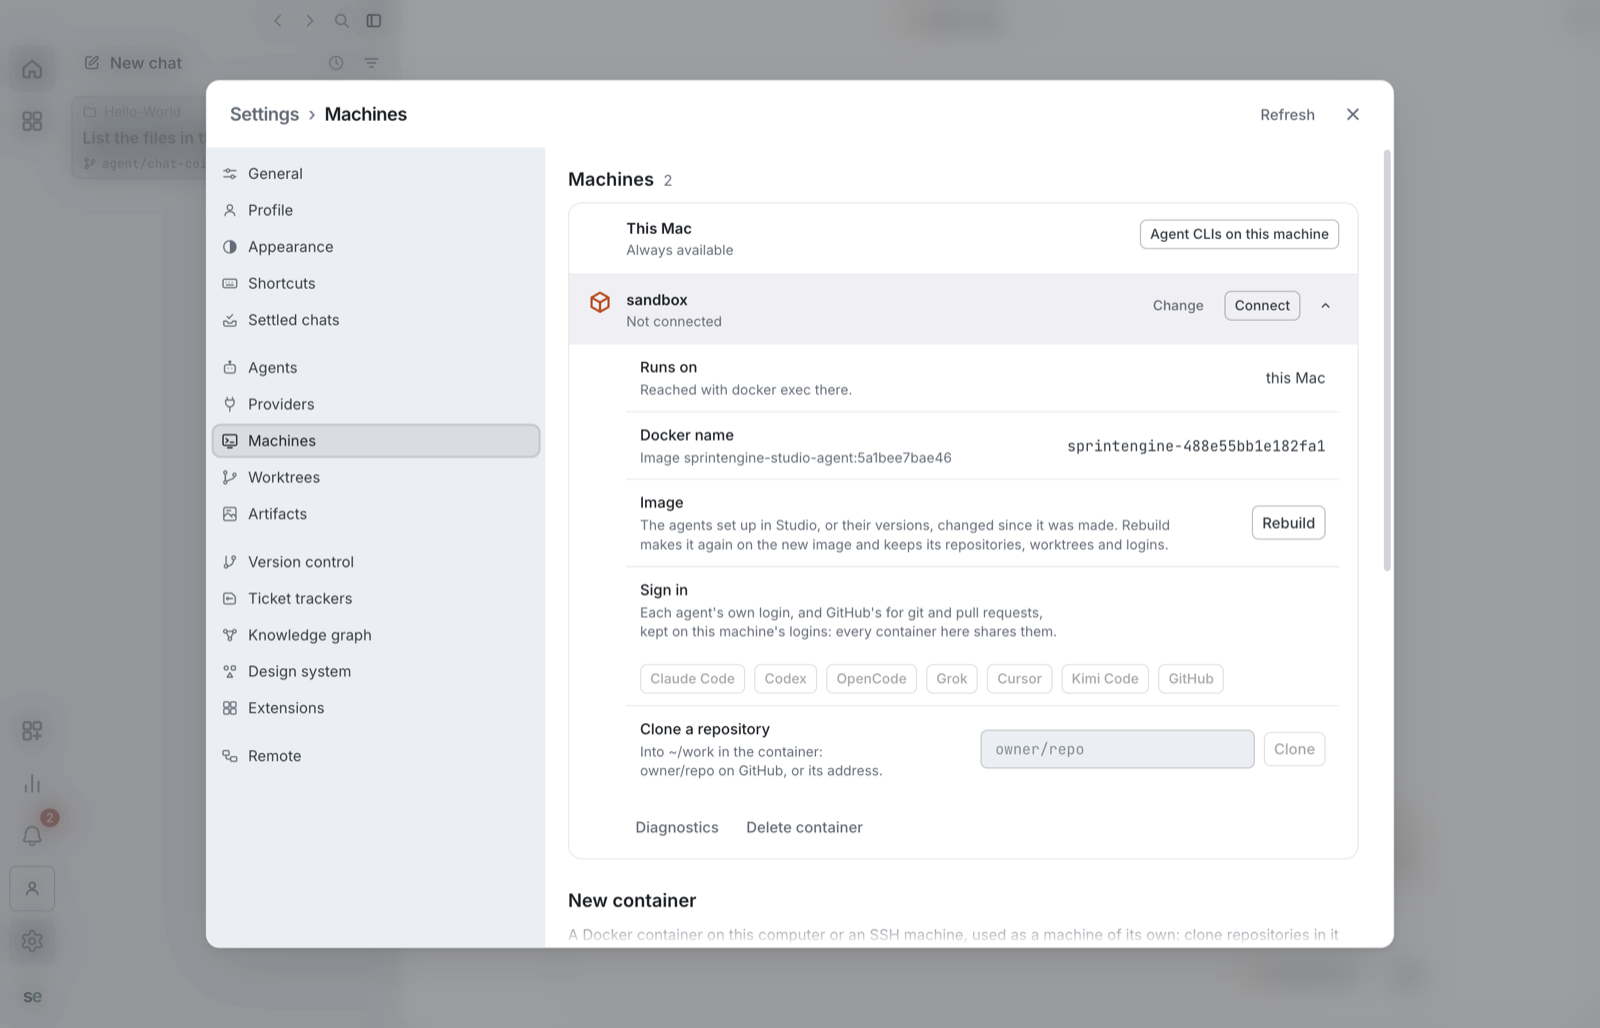 New chat
Hello-World
List the files in t
agent/chat-coi
Settings › Machines
Refresh
General
Profile
Appearance
Shortcuts
Settled chats
Agents
Providers
Machines
Worktrees
Artifacts
Version control
Ticket trackers
Knowledge graph
Design system
Extensions
Remote
2
se
Machines 2
This Mac
Always available
Agent CLIs on this machine
sandbox
Not connected
Change
Connect
Runs on
Reached with docker exec there.
this Mac
Docker name
Image sprintengine-studio-agent:5a1bee7bae46
sprintengine-488e55bb1e182fa1
Image
The agents set up in Studio, or their versions, changed since it was made. Rebuild
makes it again on the new image and keeps its repositories, worktrees and logins.
Rebuild
Sign in
Each agent's own login, and GitHub's for git and pull requests,
kept on this machine's logins: every container here shares them.
Claude Code
Codex
OpenCode
Grok
Cursor
Kimi Code
GitHub
Clone a repository
Into ~/work in the container:
owner/repo on GitHub, or its address.
owner/repo
Clone
Diagnostics
Delete container
New container
A Docker container on this computer or an SSH machine, used as a machine of its own: clone repositories in it